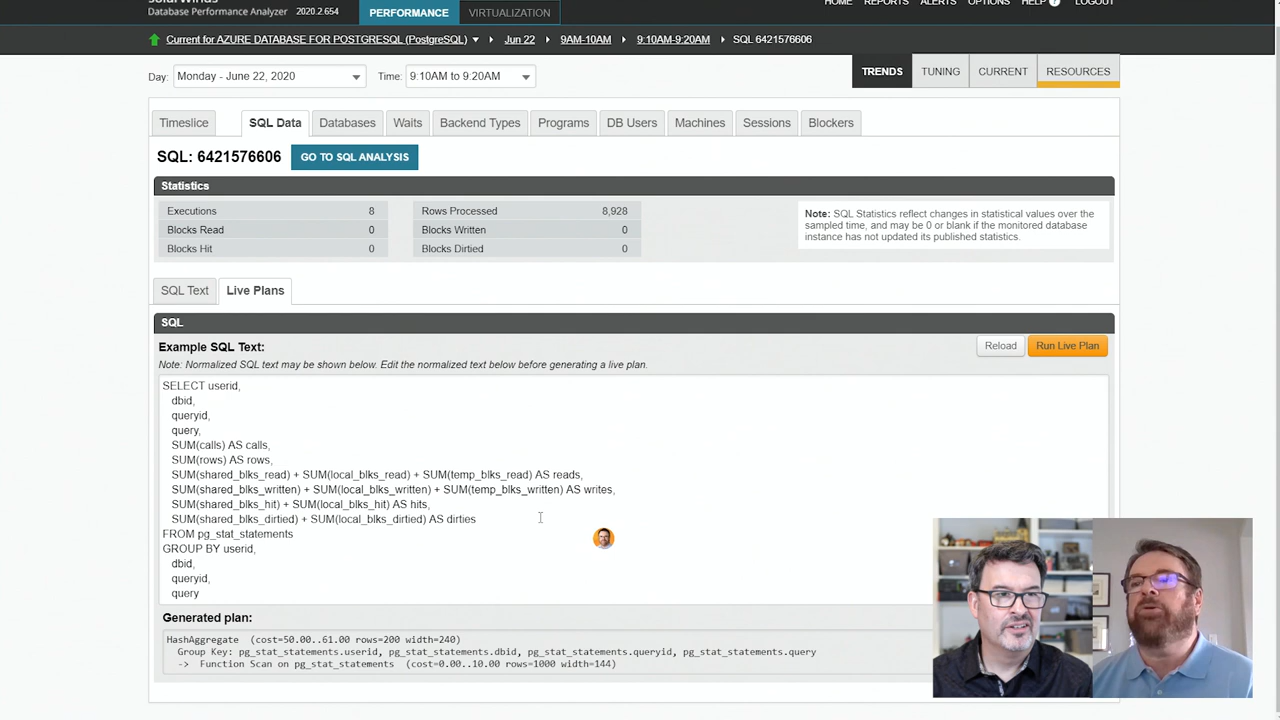 solarwinds
Database Performance Analyzer 2020.2.654
PERFORMANCE VIRTUALIZATION
HOME REPORTS ALERTS OPTIONS HELP ? LOGOUT
Current for AZURE DATABASE FOR POSTGRESQL (PostgreSQL) Jun 22 9AM-10AM 9:10AM-9:20AM SQL 6421576606
Day: Monday - June 22, 2020 Time: 9:10AM to 9:20AM
TRENDS TUNING CURRENT RESOURCES
Timeslice SQL Data Databases Waits Backend Types Programs DB Users Machines Sessions Blockers
SQL: 6421576606 GO TO SQL ANALYSIS
Statistics
Executions 8 Rows Processed 8,928
Blocks Read 0 Blocks Written 0
Blocks Hit 0 Blocks Dirtied 0
Note: SQL Statistics reflect changes in statistical values over the
sampled time, and may be 0 or blank if the monitored database
instance has not updated its published statistics.
SQL Text Live Plans
SQL
Example SQL Text: Reload Run Live Plan
Note: Normalized SQL text may be shown below. Edit the normalized text below before generating a live plan.
SELECT userid,
dbid,
queryid,
query,
SUM(calls) AS calls,
SUM(rows) AS rows,
SUM(shared_blks_read) + SUM(local_blks_read) + SUM(temp_blks_read) AS reads,
SUM(shared_blks_written) + SUM(local_blks_written) + SUM(temp_blks_written) AS writes,
SUM(shared_blks_hit) + SUM(local_blks_hit) AS hits,
SUM(shared_blks_dirtied) + SUM(local_blks_dirtied) AS dirties
FROM pg_stat_statements
GROUP BY userid,
dbid,
queryid,
query
Generated plan:
HashAggregate (cost=50.00..61.00 rows=200 width=240)
Group Key: pg_stat_statements.userid, pg_stat_statements.dbid, pg_stat_statements.queryid, pg_stat_statements.query
-> Function Scan on pg_stat_statements (cost=0.00..10.00 rows=1000 width=144)